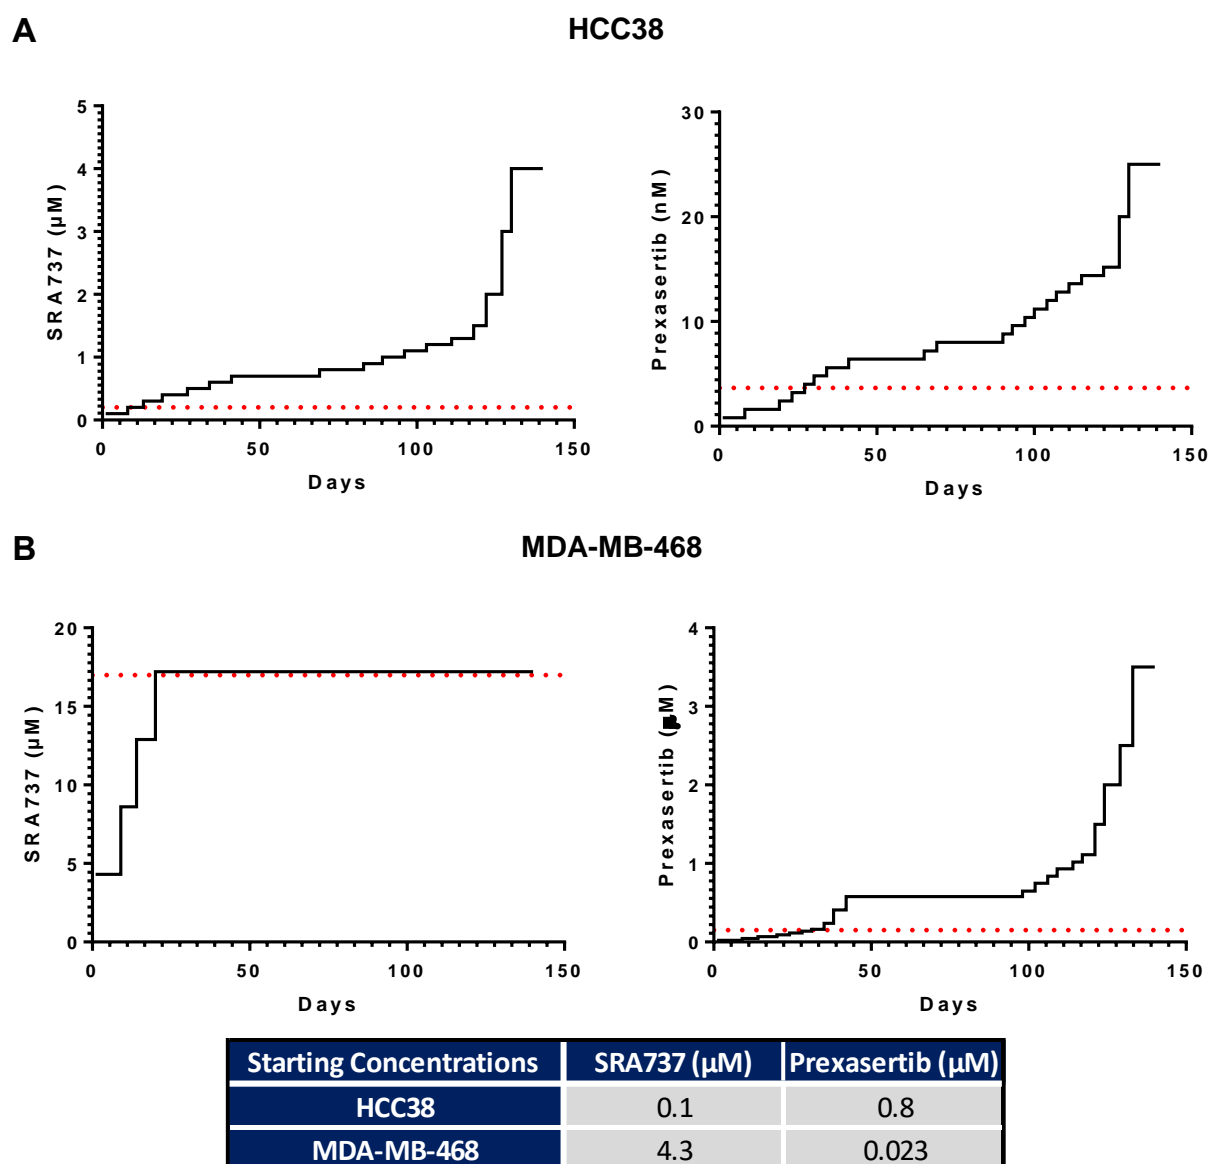 A
HCC38
5
4
3
2
1
0
SRA737 (µM)
0 50 100 150
Days
30
20
10
0
Prexasertib (nM)
0 50 100 150
Days
B
MDA-MB-468
20
15
10
5
0
SRA737 (µM)
0 50 100 150
Days
4
3
2
1
0
Prexasertib (µM)
0 50 100 150
Days
Starting Concentrations SRA737 (µM) Prexasertib (µM)
HCC38 0.1 0.8
MDA-MB-468 4.3 0.023